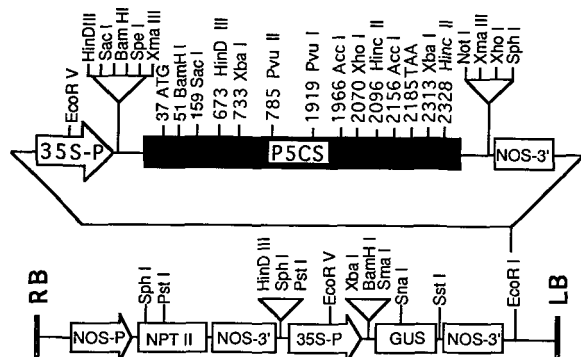 HinD III
Sac I
Bam HI
Spe I
Xma III
EcoR V
37 ATG
51 BamH I
159 Sac I
673 HinD III
733 Xba I
785 Pvu II
1919 Pvu I
1966 Acc I
2070 Xho I
2096 Hinc II
2156 Acc I
2185 TAA
2313 Xba I
2328 Hinc II
Not I
Xma III
Xho I
Sph I
35S-P
P5CS
NOS-3'
RB
Sph I
Pst I
HinD III
Sph I
Pst I
EcoR V
Xba I
BamH I
Sma I
Sna I
Sst I
EcoR I
LB
NOS-P
NPT II
NOS-3'
35S-P
GUS
NOS-3'